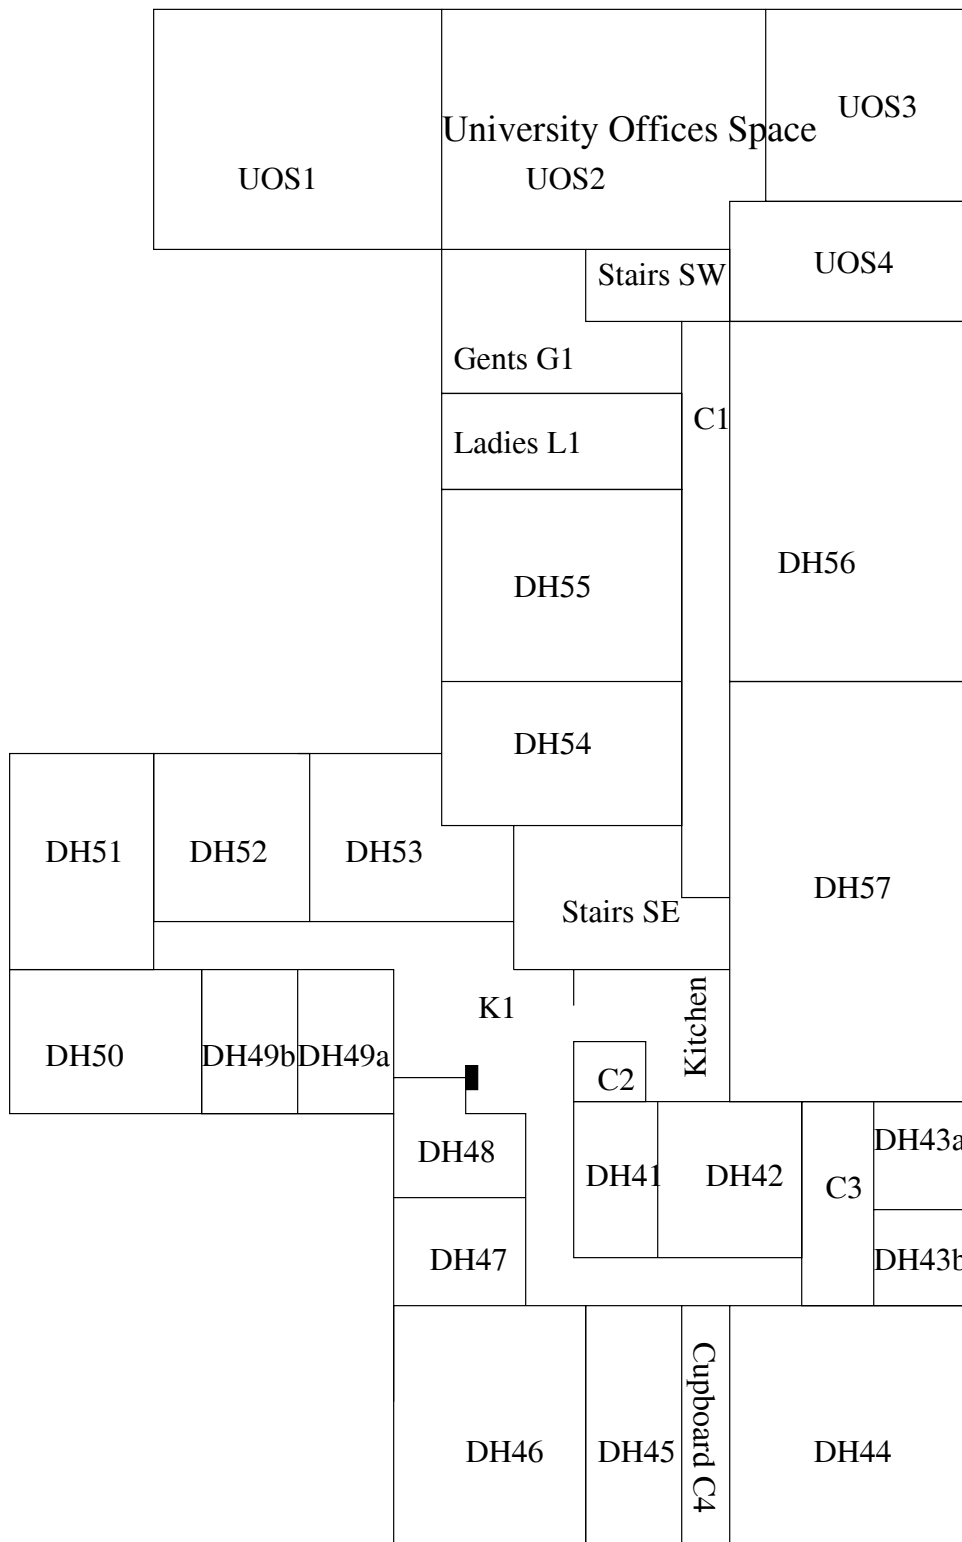 UOS3
University Offices Space
UOS1
UOS2
UOS4
Stairs SW
Gents G1
C1
Ladies L1
DH56
DH55
DH54
DH51
DH52
DH53
DH57
Stairs SE
K1
Kitchen
DH50
DH49b
DH49a
C2
DH43a
DH48
DH41
DH42
C3
DH47
DH43b
Cupboard C4
DH46
DH45
DH44